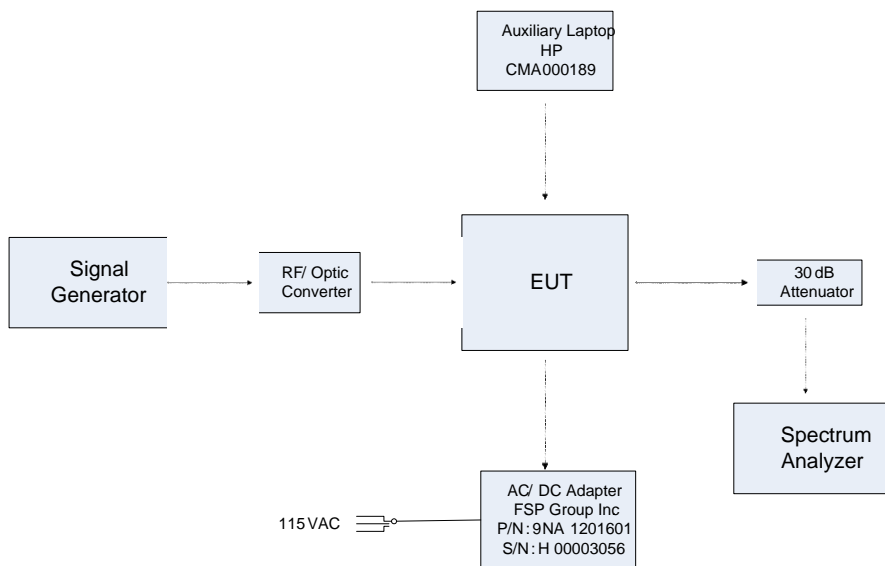 Auxiliary Laptop
HP
CMA000189
Signal
Generator
RF/ Optic
Converter
EUT
30 dB
Attenuator
Spectrum
Analyzer
AC/ DC Adapter
FSP Group Inc
P/N: 9NA 1201601
S/N: H 00003056
115 VAC